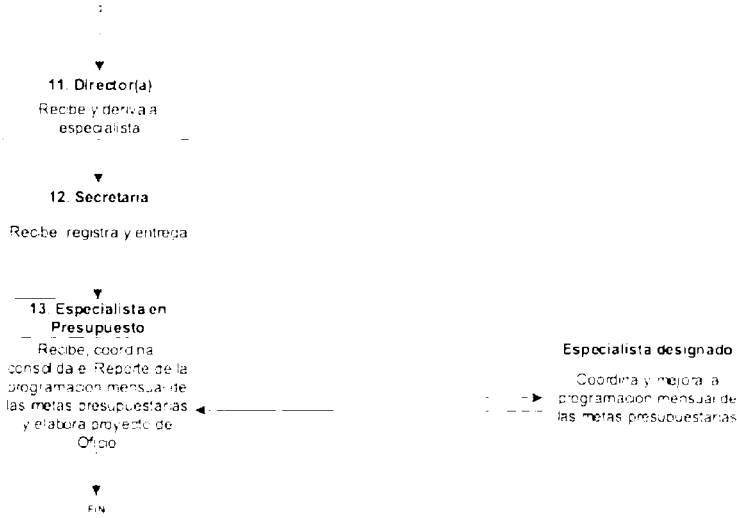 11. Director(a)
Recibe y deriva a
especialista
12. Secretaria
Recibe registra y entrega
13. Especialista en
Presupuesto
Recibe, coordina
consolida el Reporte de la
programacion mensual de
las metas presupuestarias
y elabora proyecto de
Oficio
Especialista designado
Coordina y mejora la
programacion mensual de
las metas presupuestarias
FIN